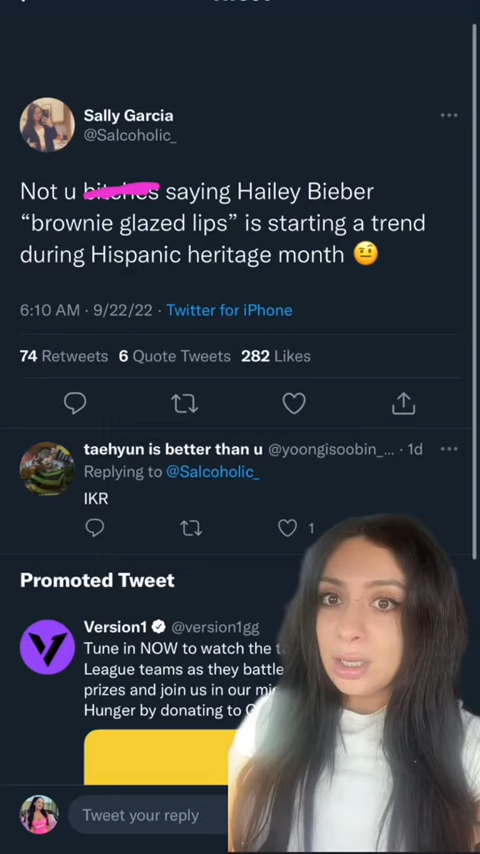 Sally Garcia
@Salcoholic_
Not u bitches saying Hailey Bieber
“brownie glazed lips” is starting a trend
during Hispanic heritage month 🤨
6:10 AM · 9/22/22 · Twitter for iPhone
74 Retweets 6 Quote Tweets 282 Likes
taehyun is better than u @yoongisoobin_... · 1d
Replying to @Salcoholic_
IKR
1
Promoted Tweet
Version1 @version1gg
Tune in NOW to watch the
League teams as they battle
prizes and join us in our
Hunger by donating to
Tweet your reply